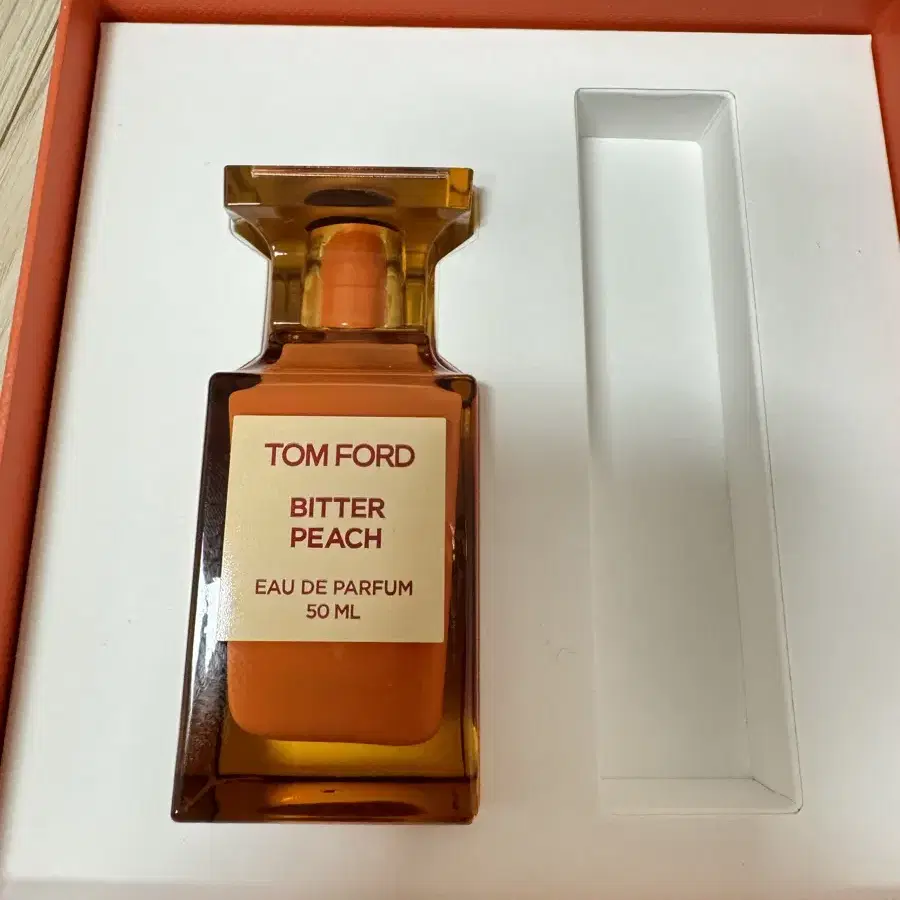 TOM FORD
BITTER
PEACH
EAU DE PARFUM
50 ML